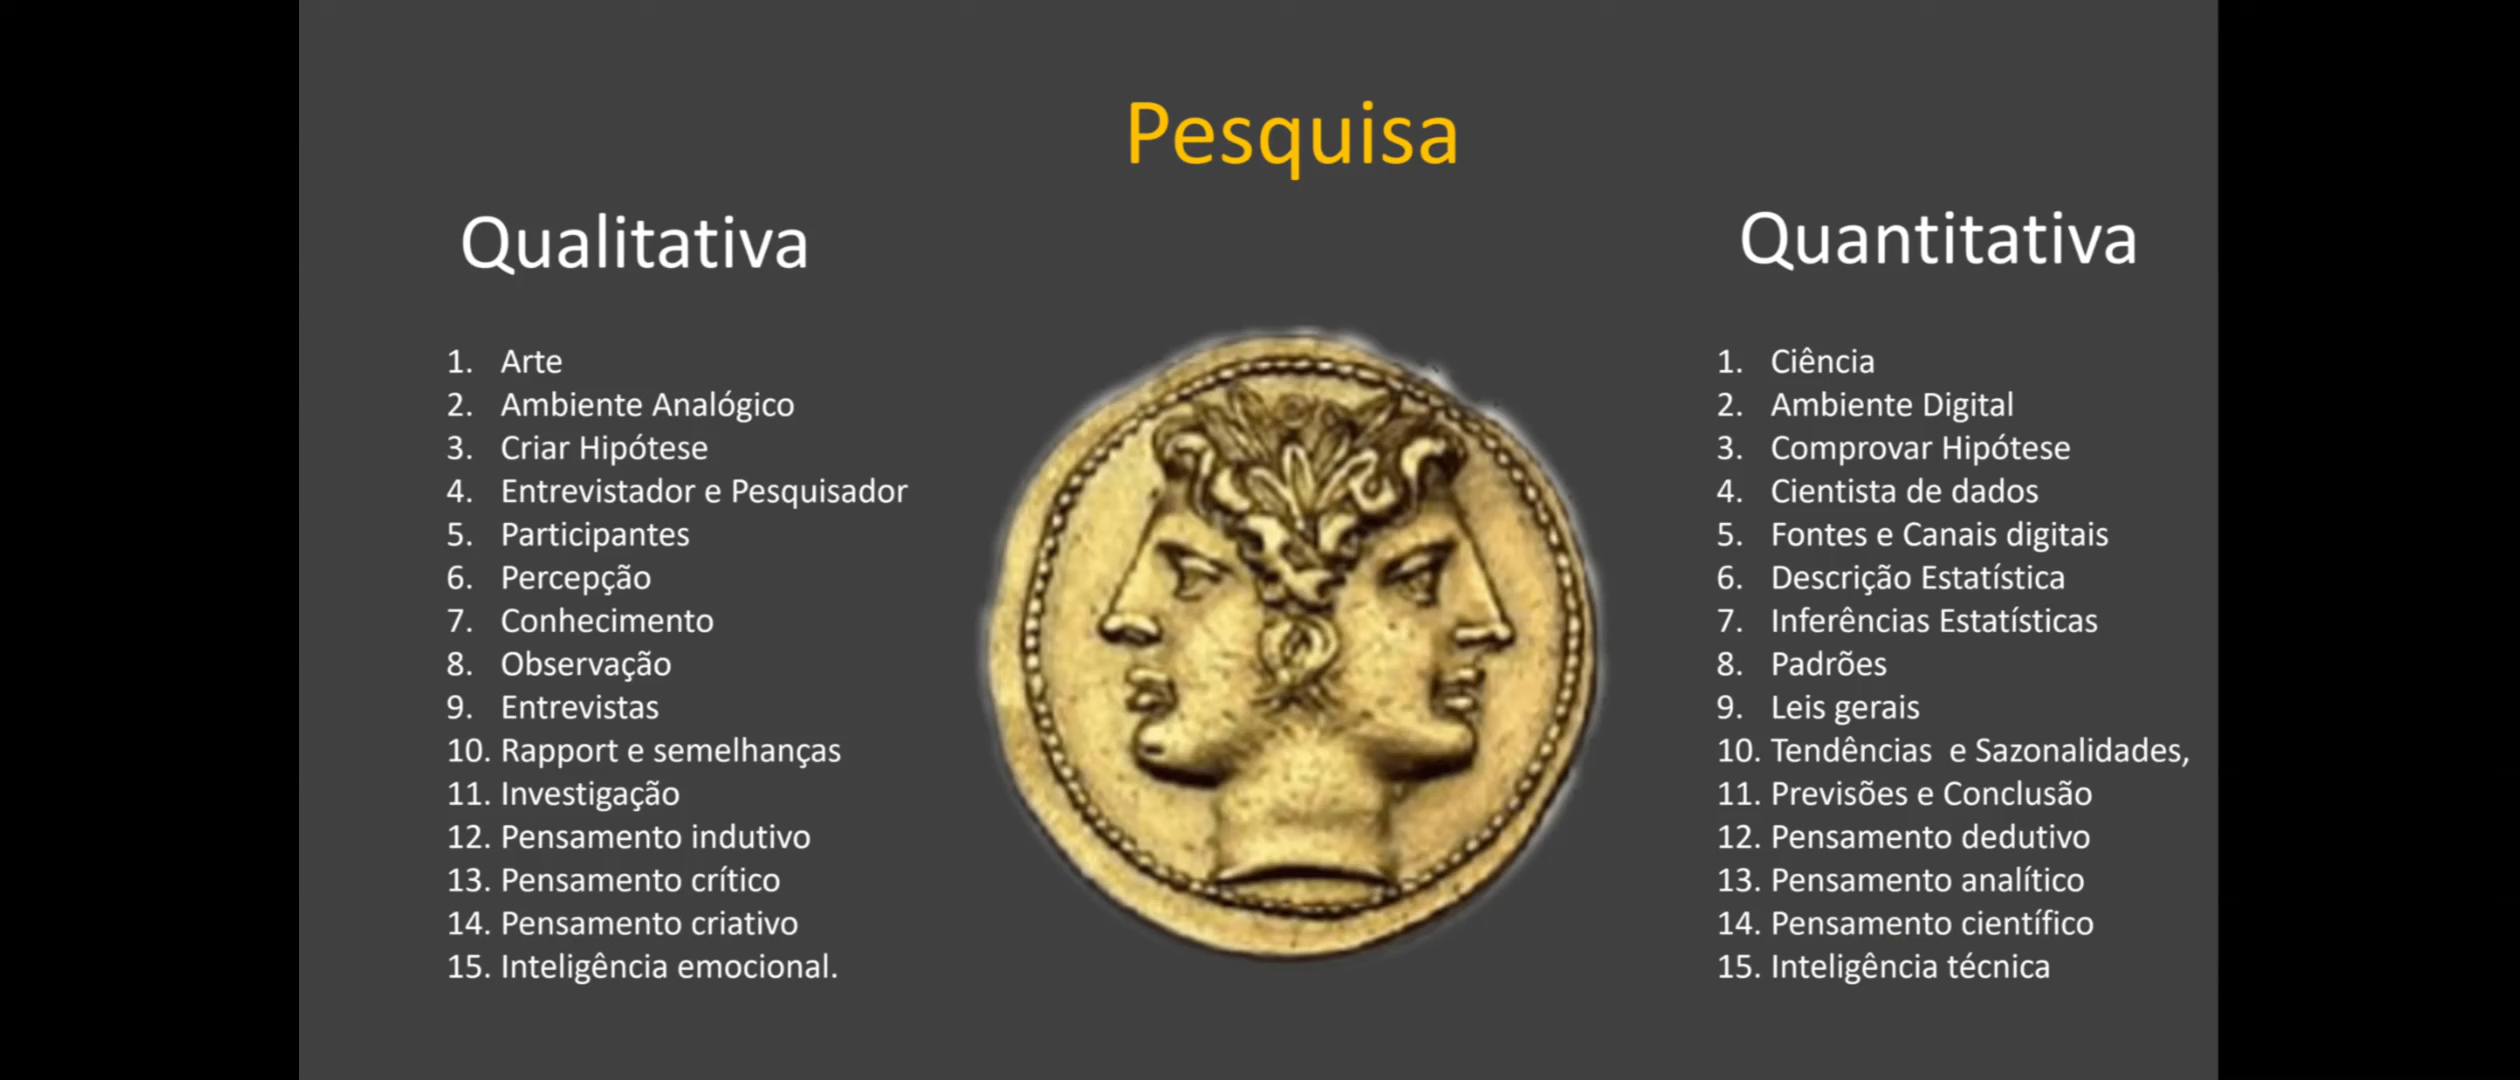 Pesquisa
Qualitativa
1. Arte
2. Ambiente Analógico
3. Criar Hipótese
4. Entrevistador e Pesquisador
5. Participantes
6. Percepção
7. Conhecimento
8. Observação
9. Entrevistas
10. Rapport e semelhanças
11. Investigação
12. Pensamento indutivo
13. Pensamento crítico
14. Pensamento criativo
15. Inteligência emocional.
Quantitativa
1. Ciência
2. Ambiente Digital
3. Comprovar Hipótese
4. Cientista de dados
5. Fontes e Canais digitais
6. Descrição Estatística
7. Inferências Estatísticas
8. Padrões
9. Leis gerais
10. Tendências e Sazonalidades,
11. Previsões e Conclusão
12. Pensamento dedutivo
13. Pensamento analítico
14. Pensamento científico
15. Inteligência técnica